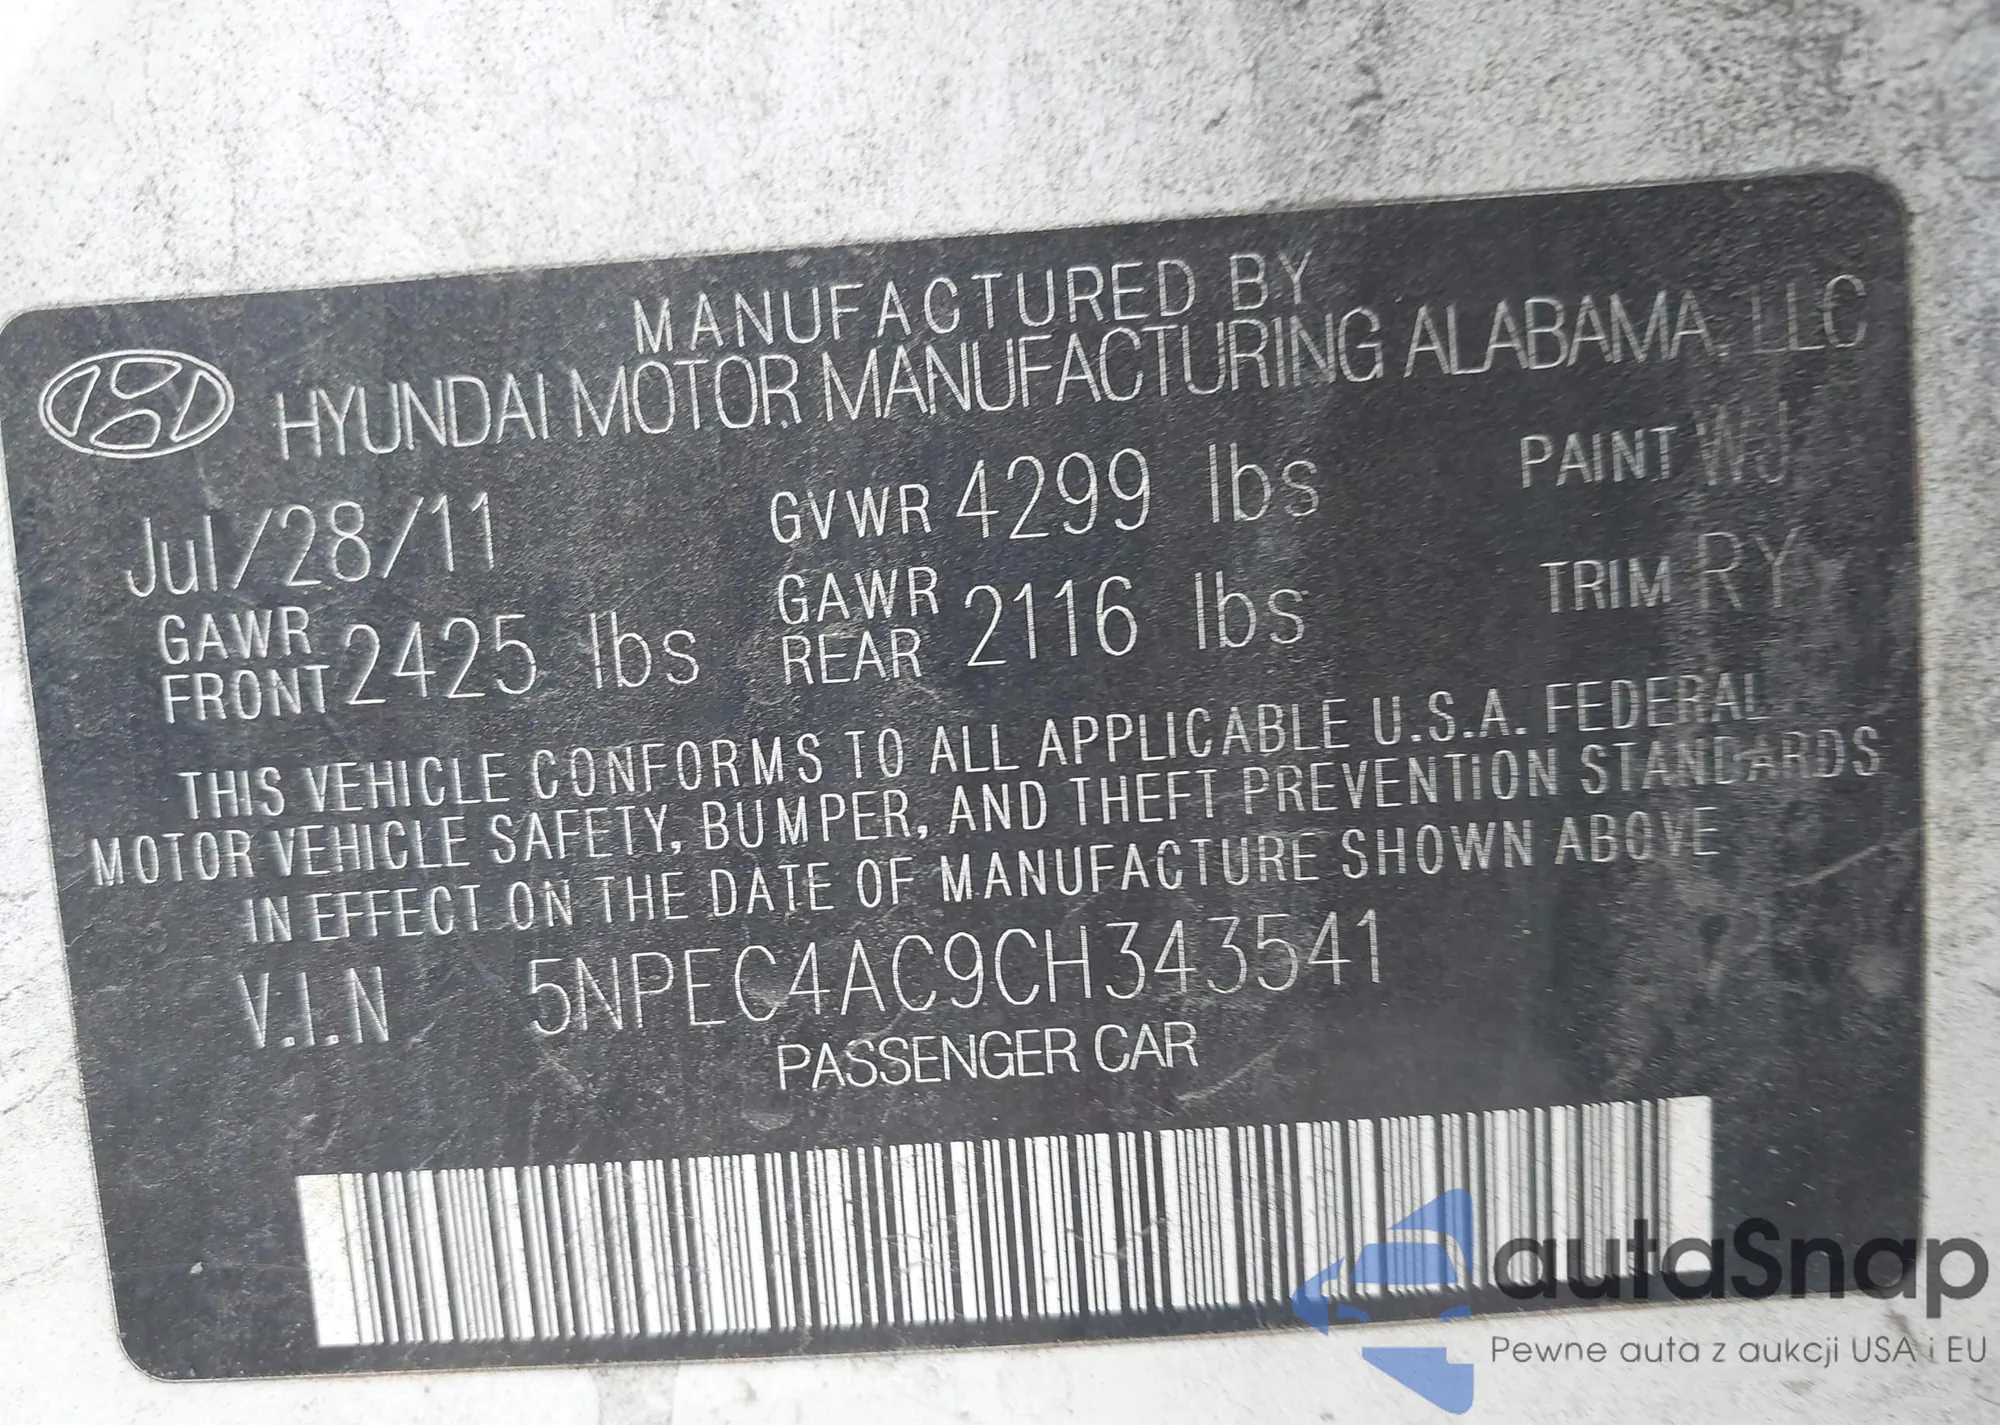 MANUFACTURED BY
HYUNDAI MOTOR MANUFACTURING ALABAMA, LLC
Jul/28/11 GVWR 4299 lbs PAINT WJ
GAWR FRONT 2425 lbs GAWR REAR 2116 lbs TRIM RY
THIS VEHICLE CONFORMS TO ALL APPLICABLE U.S.A. FEDERAL
MOTOR VEHICLE SAFETY, BUMPER, AND THEFT PREVENTION STANDARDS
IN EFFECT ON THE DATE OF MANUFACTURE SHOWN ABOVE
V.I.N 5NPEC4AC9CH343541
PASSENGER CAR
autaSnap
Pewne auta z aukcji USA i EU